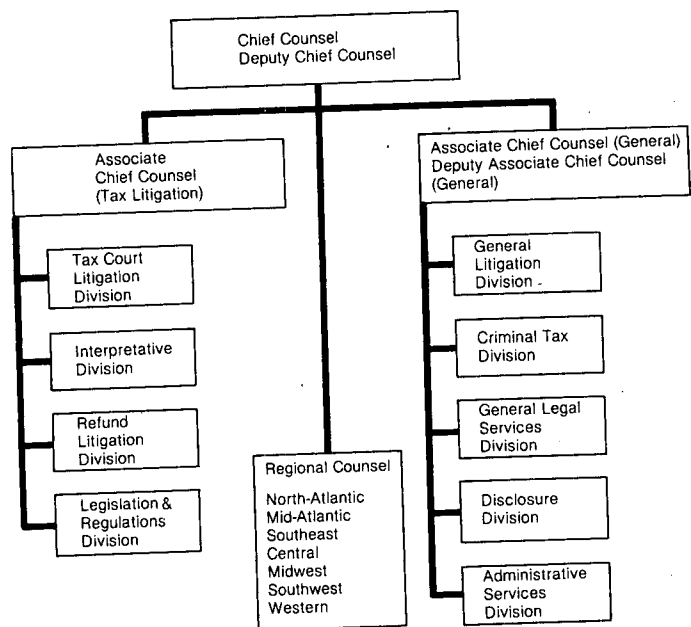 Chief Counsel
Deputy Chief Counsel
Associate
Chief Counsel
(Tax Litigation)
Tax Court
Litigation
Division
Interpretative
Division
Refund
Litigation
Division
Legislation &
Regulations
Division
Regional Counsel
North-Atlantic
Mid-Atlantic
Southeast
Central
Midwest
Southwest
Western
Associate Chief Counsel (General)
Deputy Associate Chief Counsel
(General)
General
Litigation
Division
Criminal Tax
Division
General Legal
Services
Division
Disclosure
Division
Administrative
Services
Division